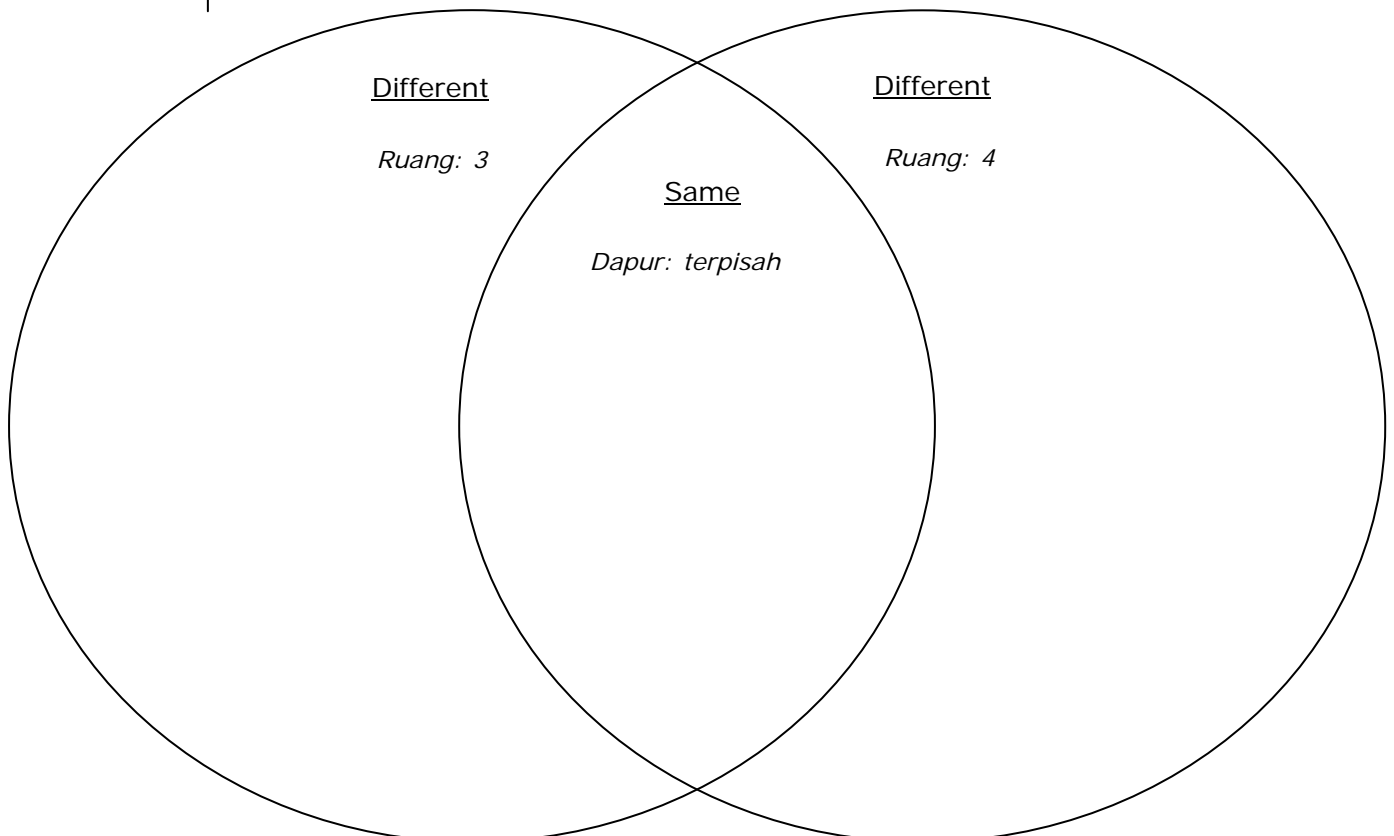 Different
Ruang: 3
Same
Dapur: terpisah
Different
Ruang: 4